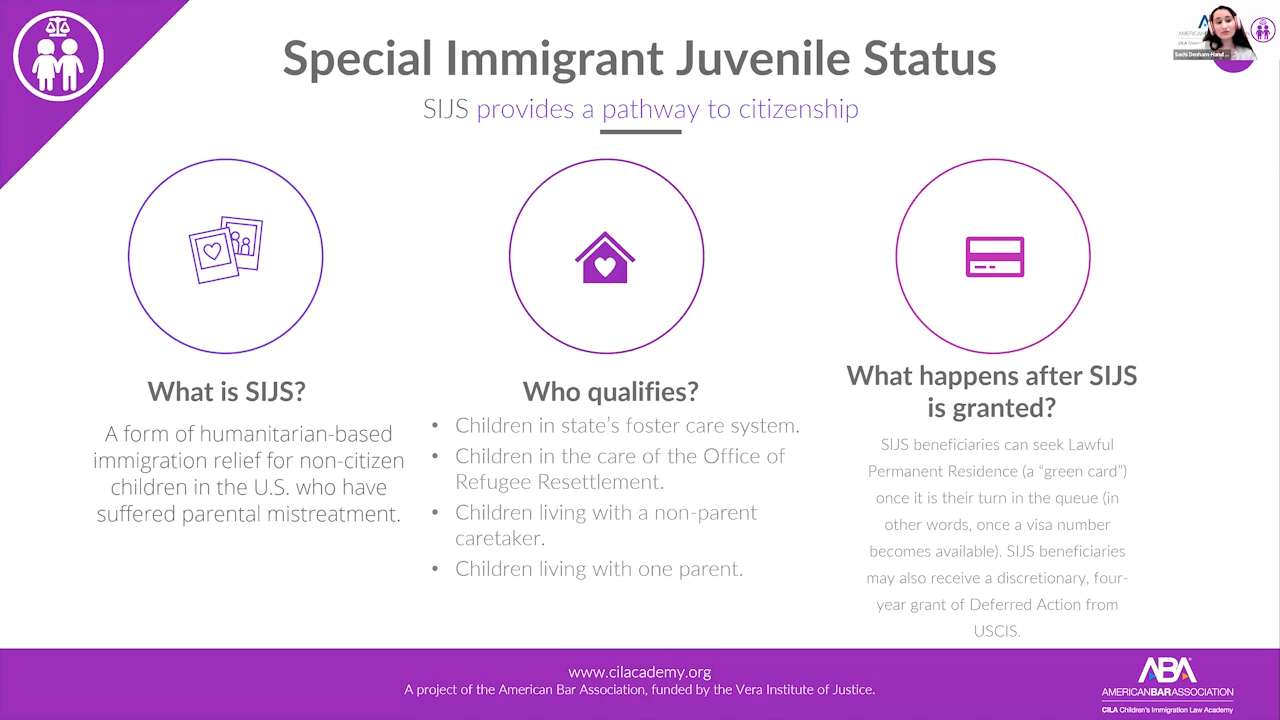 Special Immigrant Juvenile Status
SIJS provides a pathway to citizenship
What is SIJS?
A form of humanitarian-based
immigration relief for non-citizen
children in the U.S. who have
suffered parental mistreatment.
Who qualifies?
• Children in state's foster care system.
• Children in the care of the Office of
Refugee Resettlement.
• Children living with a non-parent
caretaker.
• Children living with one parent.
What happens after SIJS
is granted?
SIJS beneficiaries can seek Lawful
Permanent Residence (a “green card”)
once it is their turn in the queue (in
other words, once a visa number
becomes available). SIJS beneficiaries
may also receive a discretionary, four-
year grant of Deferred Action from
USCIS.
www.cilacademy.org
A project of the American Bar Association, funded by the Vera Institute of Justice.
ABA
AMERICANBARASSOCIATION
CILA Children's Immigration Law Academy
Sachi Denham-Hand...